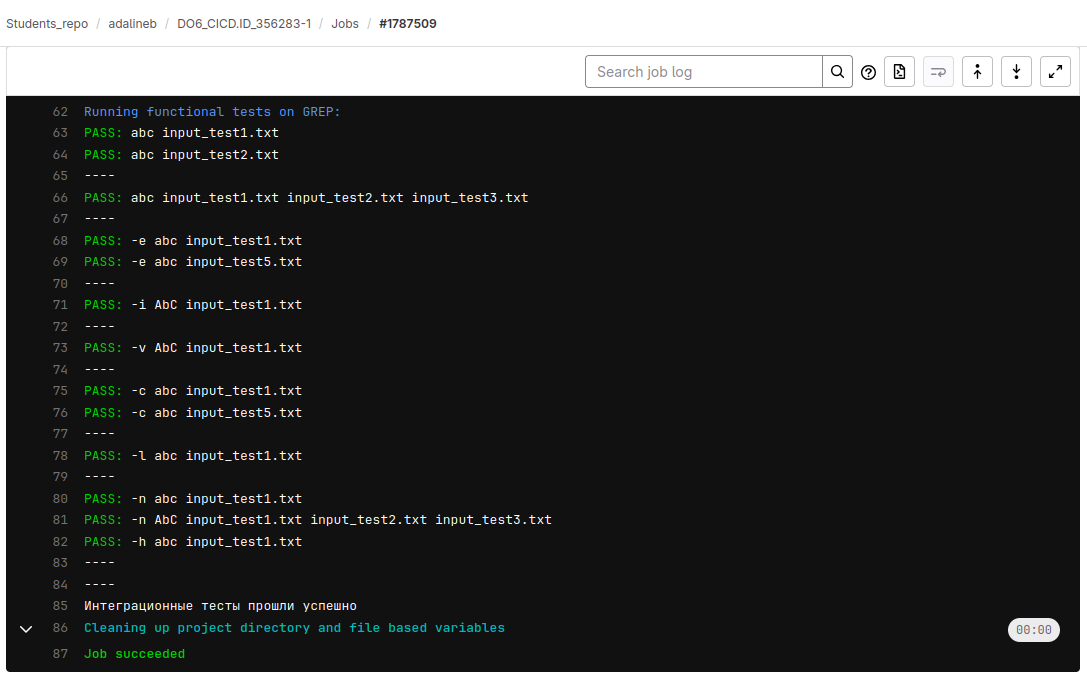 Students_repo / adalineb / DO6_CICD.ID_356283-1 / Jobs / #1787509
Search job log
62 Running functional tests on GREP:
63 PASS: abc input_test1.txt
64 PASS: abc input_test2.txt
65 ----
66 PASS: abc input_test1.txt input_test2.txt input_test3.txt
67 ----
68 PASS: -e abc input_test1.txt
69 PASS: -e abc input_test5.txt
70 ----
71 PASS: -i AbC input_test1.txt
72 ----
73 PASS: -v AbC input_test1.txt
74 ----
75 PASS: -c abc input_test1.txt
76 PASS: -c abc input_test5.txt
77 ----
78 PASS: -l abc input_test1.txt
79 ----
80 PASS: -n abc input_test1.txt
81 PASS: -n AbC input_test1.txt input_test2.txt input_test3.txt
82 PASS: -h abc input_test1.txt
83 ----
84 ----
85 Интеграционные тесты прошли успешно
86 Cleaning up project directory and file based variables 00:00
87 Job succeeded